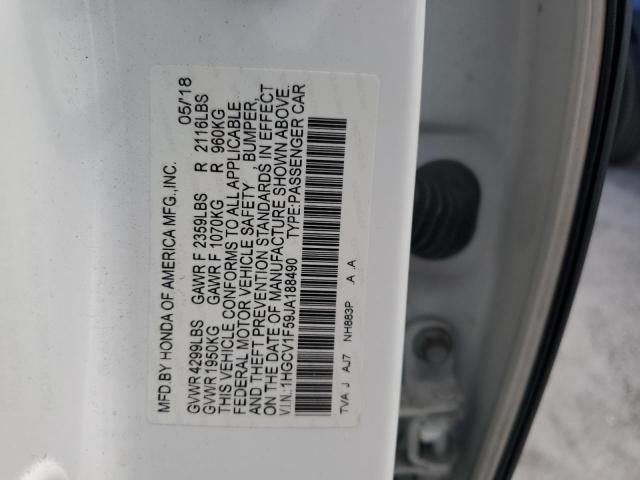 MFD.BY HONDA OF AMERICA MFG.,INC. 05/'18
GVWR 4299LBS GAWR F 2359LBS R 2116LBS
GVWR 1950KG GAWR F 1070KG R 960KG
THIS VEHICLE CONFORMS TO ALL APPLICABLE
FEDERAL MOTOR VEHICLE SAFETY , BUMPER,
AND THEFT PREVENTION STANDARDS IN EFFECT
ON THE DATE OF MANUFACTURE SHOWN ABOVE.
V.I.N.:1HGCV1F59JA188490 TYPE:PASSENGER CAR
TVA J AJ7 NH883P .A .A